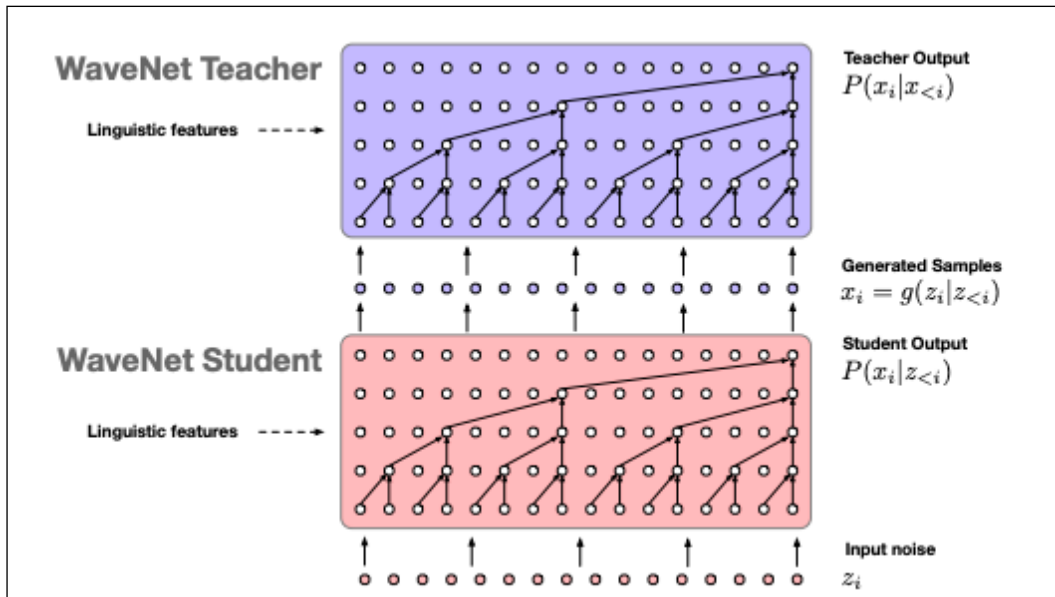 WaveNet Teacher
Teacher Output
P(x_i|x_{<i})
Linguistic features
Generated Samples
x_i = g(z_i|z_{<i})
WaveNet Student
Student Output
P(x_i|z_{<i})
Linguistic features
Input noise
z_i